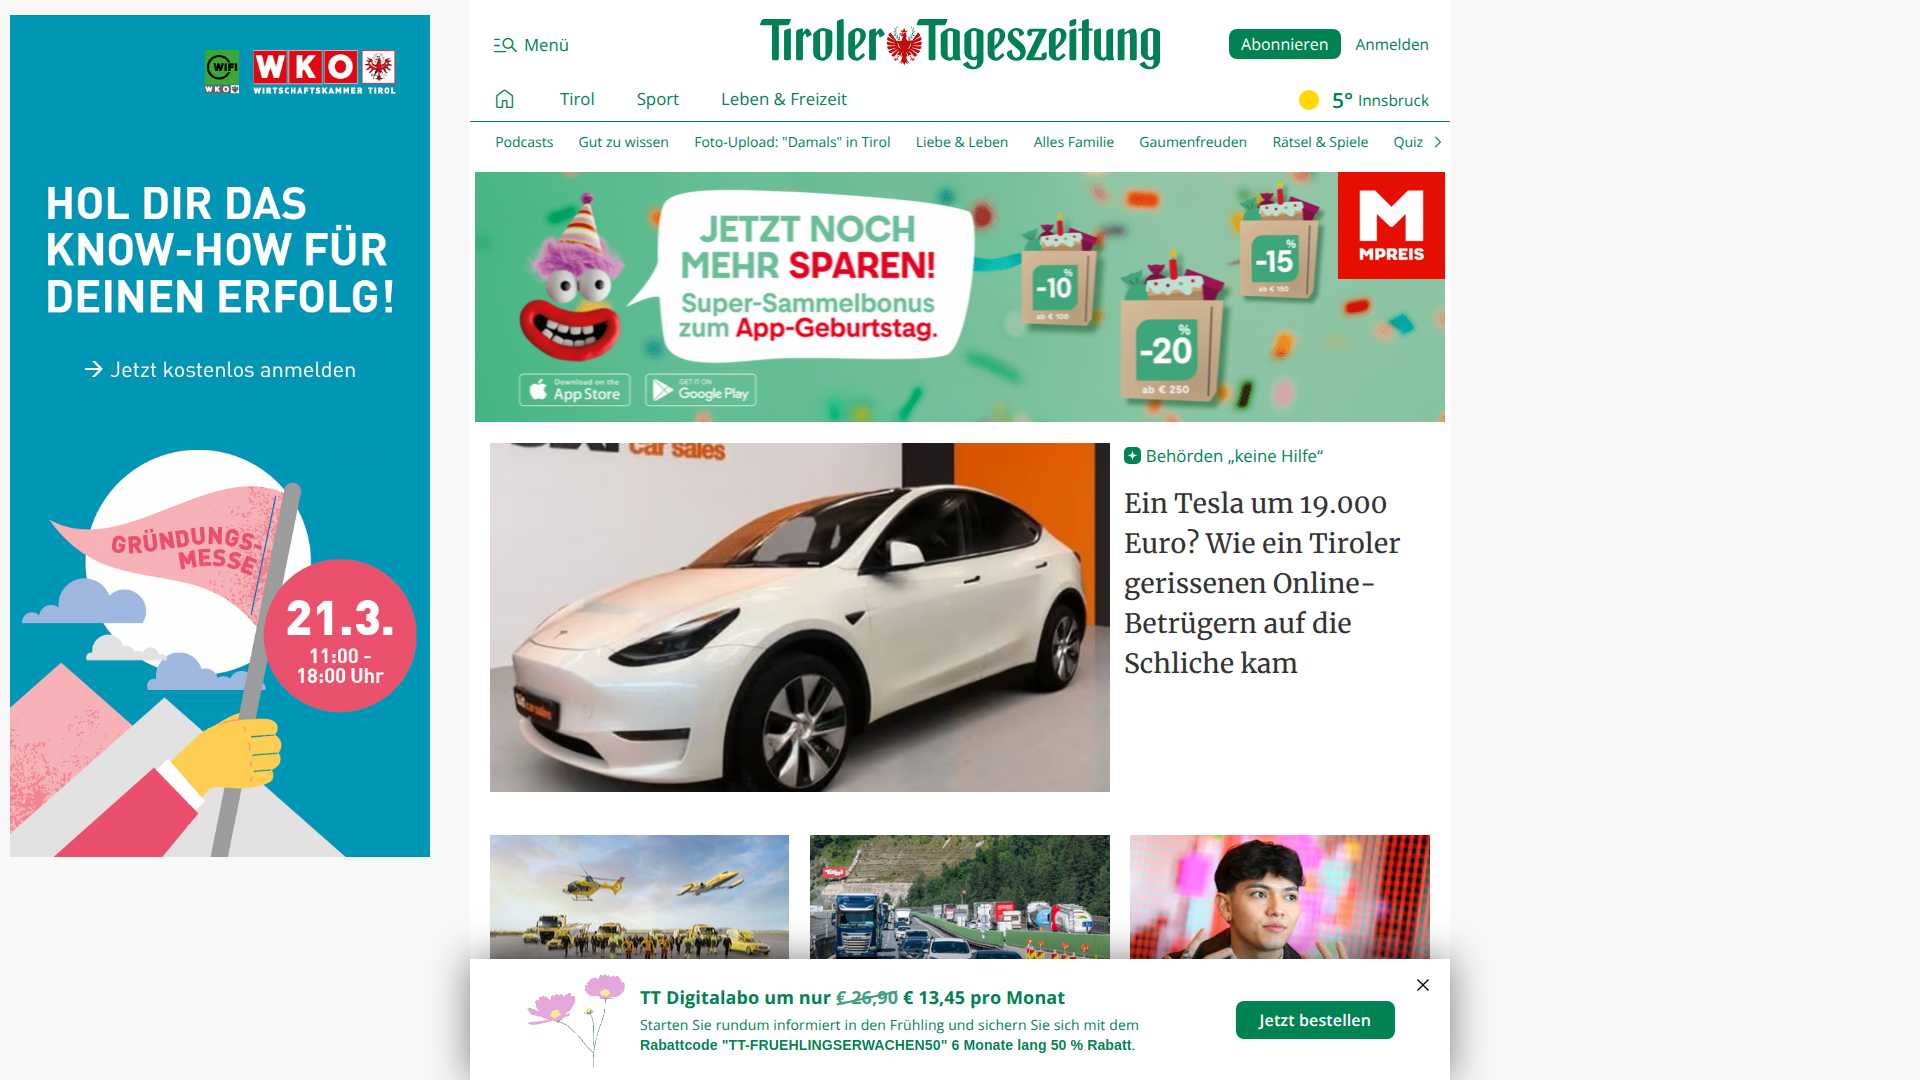 WIFI
WKO
WKO
WIRTSCHAFTSKAMMER TIROL
HOL DIR DAS
KNOW-HOW FÜR
DEINEN ERFOLG!
→ Jetzt kostenlos anmelden
GRÜNDUNGS-
MESSE
21.3.
11:00 -
18:00 Uhr
Menü
Tiroler Tageszeitung
Abonnieren
Anmelden
Tirol
Sport
Leben & Freizeit
5° Innsbruck
Podcasts
Gut zu wissen
Foto-Upload: "Damals" in Tirol
Liebe & Leben
Alles Familie
Gaumenfreuden
Rätsel & Spiele
Quiz
JETZT NOCH
MEHR SPAREN!
Super-Sammelbonus
zum App-Geburtstag.
Download on the
App Store
GET IT ON
Google Play
-10%
ab € 100
-20%
ab € 250
-15%
ab € 150
M
MPREIS
car sales
car sales
Behörden „keine Hilfe“
Ein Tesla um 19.000
Euro? Wie ein Tiroler
gerissenen Online-
Betrügern auf die
Schliche kam
TT Digitalabo um nur € 26,90 € 13,45 pro Monat
Starten Sie rundum informiert in den Frühling und sichern Sie sich mit dem
Rabattcode "TT-FRUEHLINGSERWACHEN50" 6 Monate lang 50 % Rabatt.
Jetzt bestellen